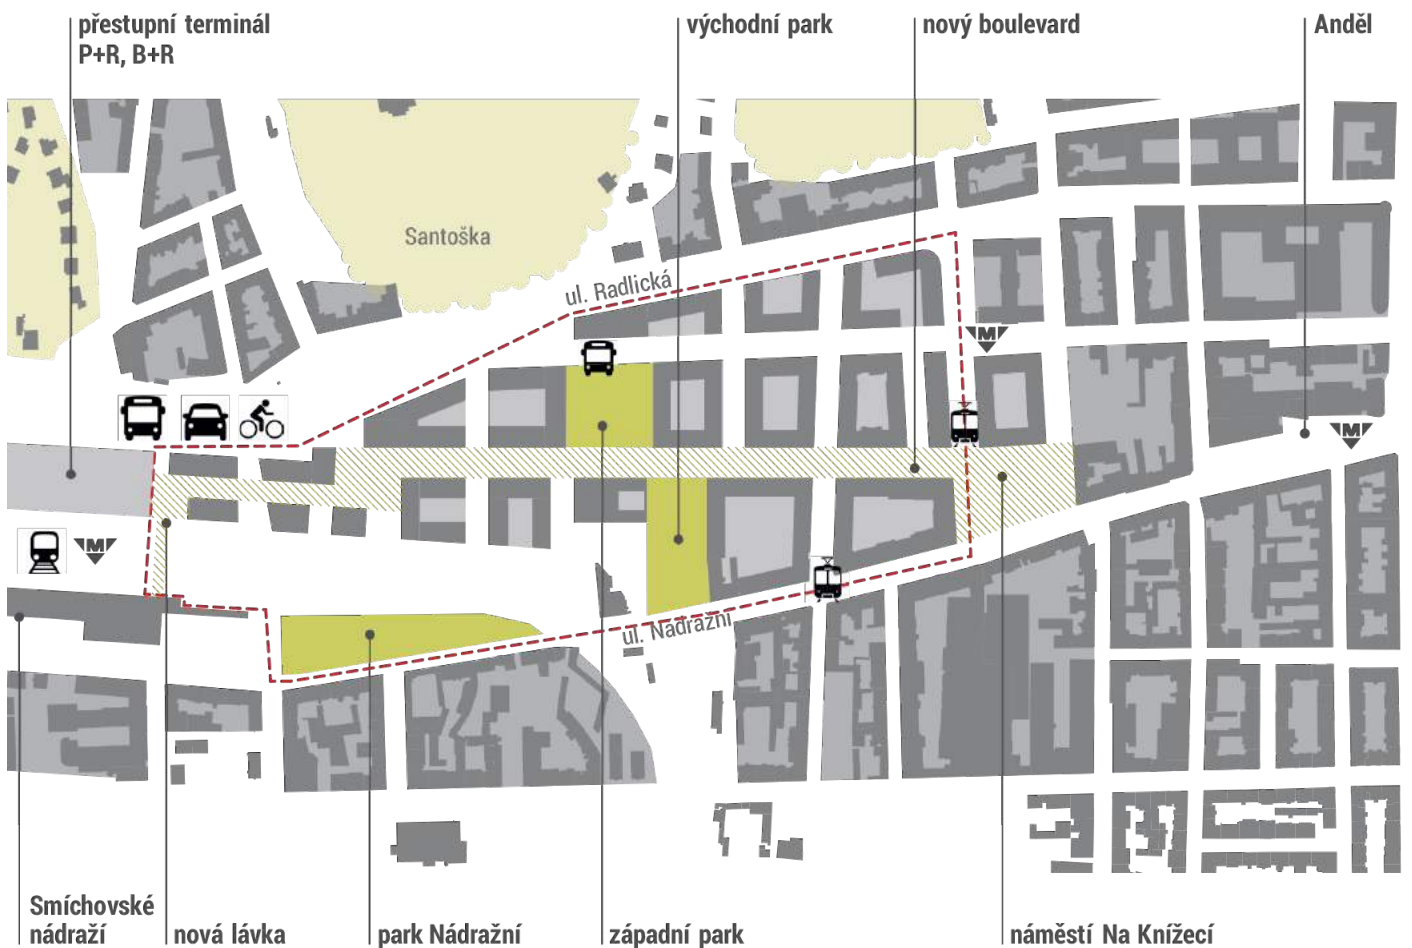 přestupní terminál
P+R, B+R
východní park
nový boulevard
Anděl
Santoška
ul. Radlická
M
M
M
ul. Nádražní
Smíchovské
nádraží
nová lávka
park Nádražní
západní park
náměstí Na Knížecí